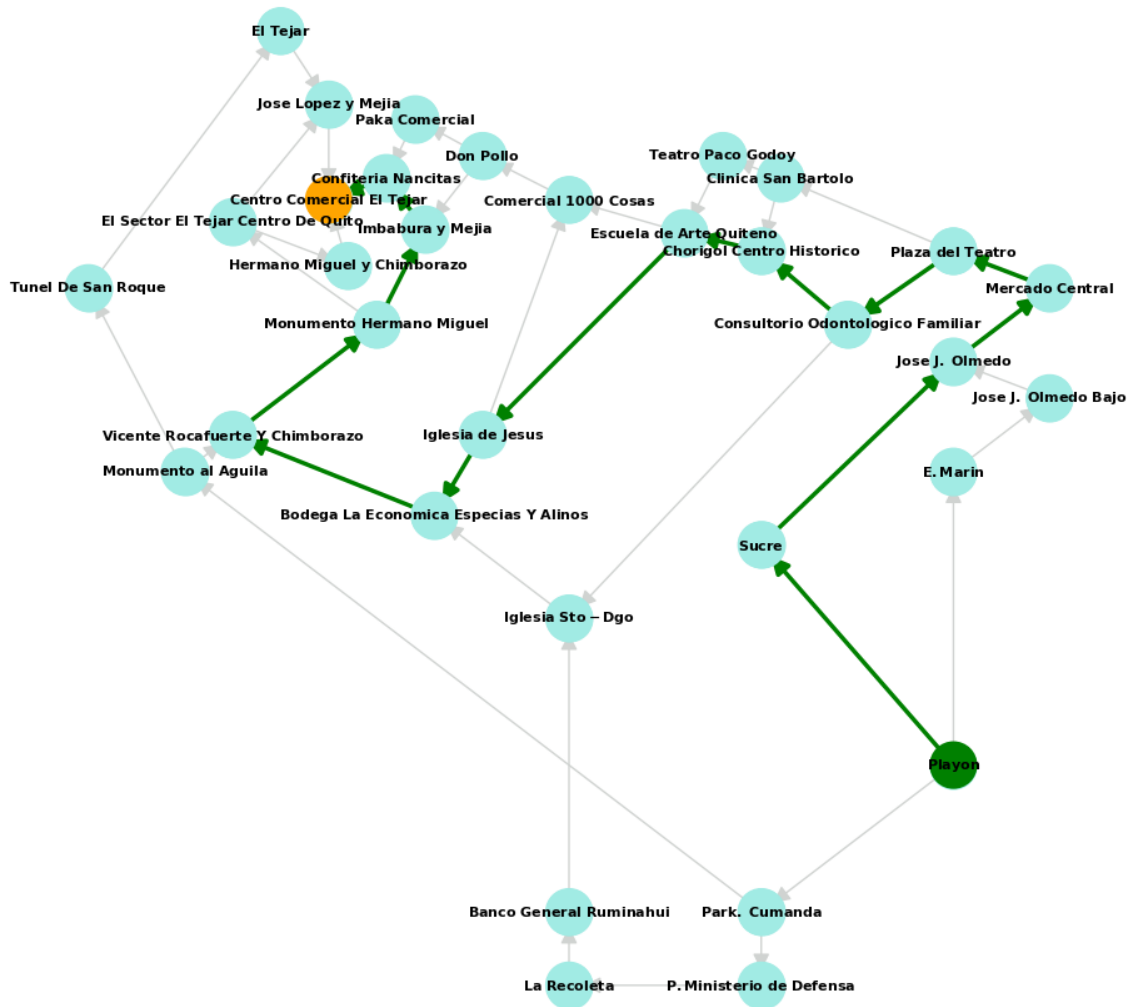 El Tejar
Jose Lopez y Mejia
Paka Comercial
Don Pollo
Teatro Paco Godoy
Confiteria Nancitas
Clinica San Bartolo
Centro Comercial El Tejar
Comercial 1000 Cosas
El Sector El Tejar Centro De Quito
Imbabura y Mejia
Escuela de Arte Quiteno
Chorigol Centro Historico
Plaza del Teatro
Hermano Miguel y Chimborazo
Tunel De San Roque
Mercado Central
Monumento Hermano Miguel
Consultorio Odontologico Familiar
Jose J. Olmedo
Jose J. Olmedo Bajo
Vicente Rocafuerte Y Chimborazo
Iglesia de Jesus
Monumento al Aguila
E. Marin
Bodega La Economica Especias Y Alinos
Sucre
Iglesia Sto - Dgo
Playon
Banco General Ruminahui
Park. Cumanda
La Recoleta
P. Ministerio de Defensa